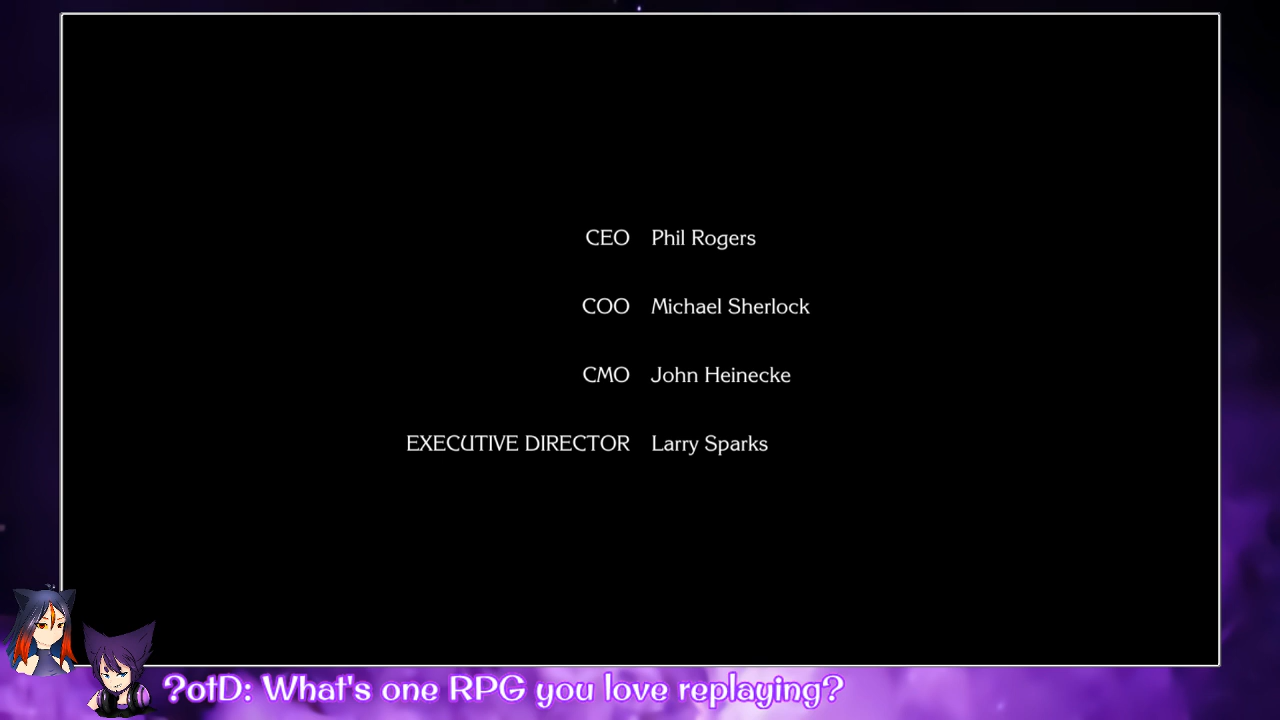 CEO Phil Rogers
COO Michael Sherlock
CMO John Heinecke
EXECUTIVE DIRECTOR Larry Sparks
?otD: What's one RPG you love replaying?